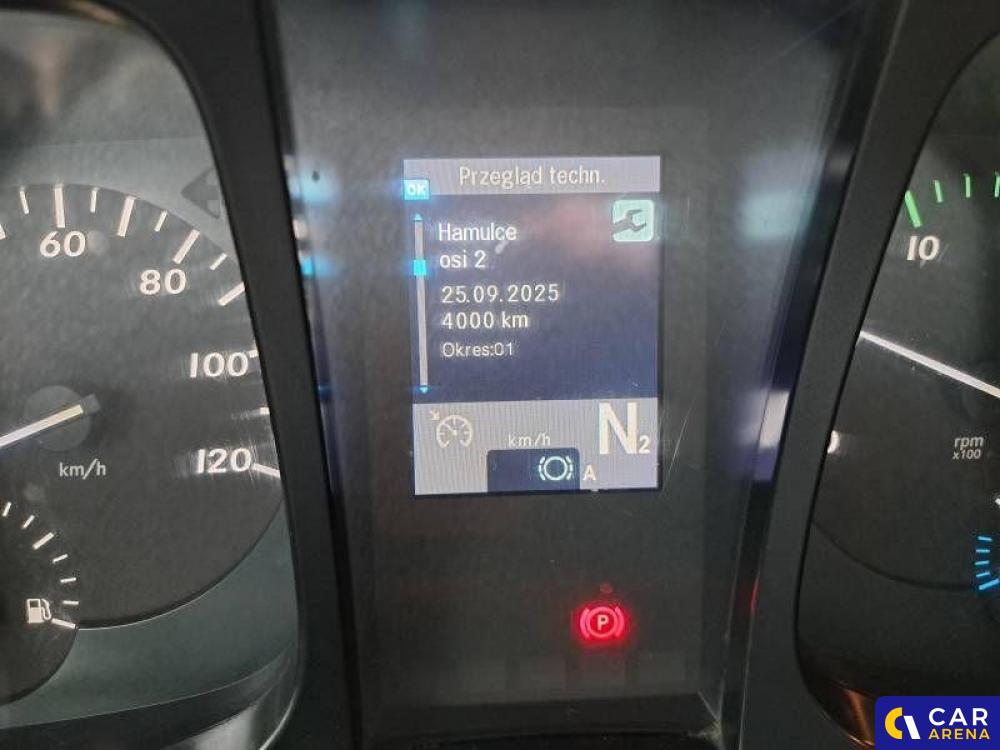 Przegląd techn.
OK
Hamulce
osi 2
25.09.2025
4000 km
Okres:01
km/h
N2
A
60
80
100
120
km/h
10
rpm
x100
P
CAR
ARENA